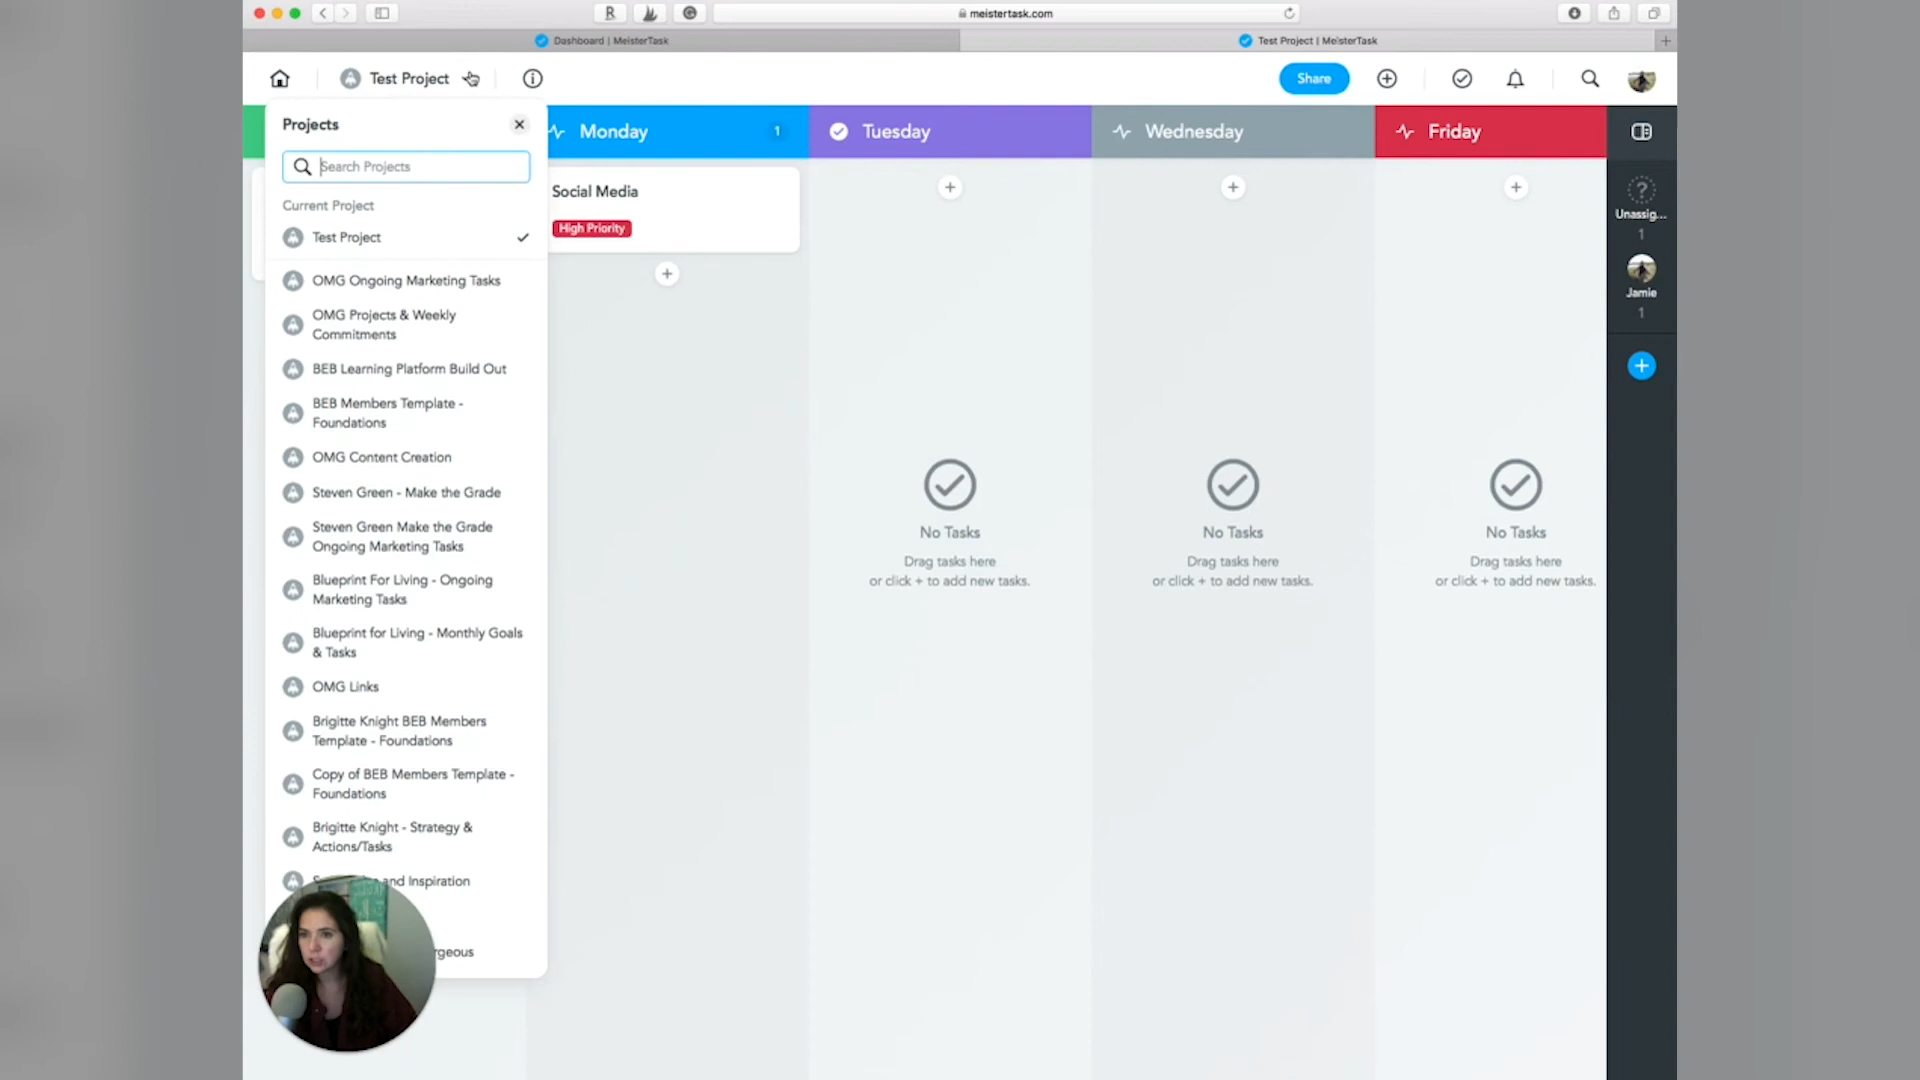 meistertask.com
Dashboard | MeisterTask
Test Project | MeisterTask
Test Project
Share
Projects
Search Projects
Current Project
Test Project
OMG Ongoing Marketing Tasks
OMG Projects & Weekly
Commitments
BEB Learning Platform Build Out
BEB Members Template -
Foundations
OMG Content Creation
Steven Green - Make the Grade
Steven Green Make the Grade
Ongoing Marketing Tasks
Blueprint For Living - Ongoing
Marketing Tasks
Blueprint for Living - Monthly Goals
& Tasks
OMG Links
Brigitte Knight BEB Members
Template - Foundations
Copy of BEB Members Template -
Foundations
Brigitte Knight - Strategy &
Actions/Tasks
and Inspiration
Monday 1
Social Media
High Priority
Tuesday
No Tasks
Drag tasks here
or click + to add new tasks.
Wednesday
No Tasks
Drag tasks here
or click + to add new tasks.
Friday
No Tasks
Drag tasks here
or click + to add new tasks.
Unassig...
1
Jamie
1